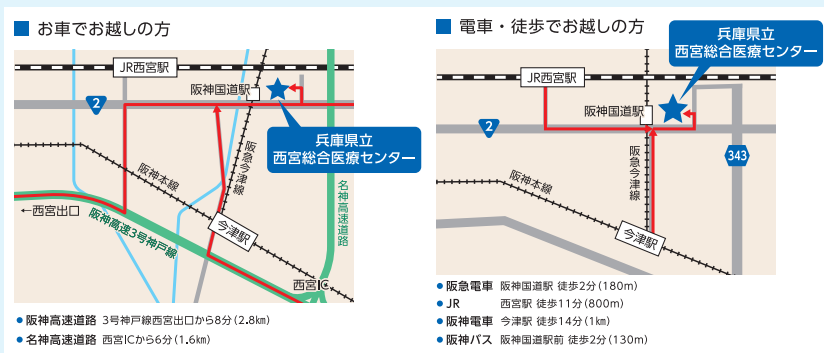 お車でお越しの方
JR西宮駅
阪神国道駅
2
兵庫県立
西宮総合医療センター
阪神本線
阪急今津線
名神高速道路
←西宮出口
阪神高速3号神戸線
今津駅
西宮IC
● 阪神高速道路 3号神戸線西宮出口から8分(2.8km)
● 名神高速道路 西宮ICから6分(1.6km)
電車・徒歩でお越しの方
兵庫県立
西宮総合医療センター
JR西宮駅
阪神国道駅
2
343
阪急今津線
阪神本線
今津駅
● 阪急電車 阪神国道駅 徒歩2分(180m)
● JR 西宮駅 徒歩11分(800m)
● 阪神電車 今津駅 徒歩14分(1km)
● 阪神バス 阪神国道駅前 徒歩2分(130m)